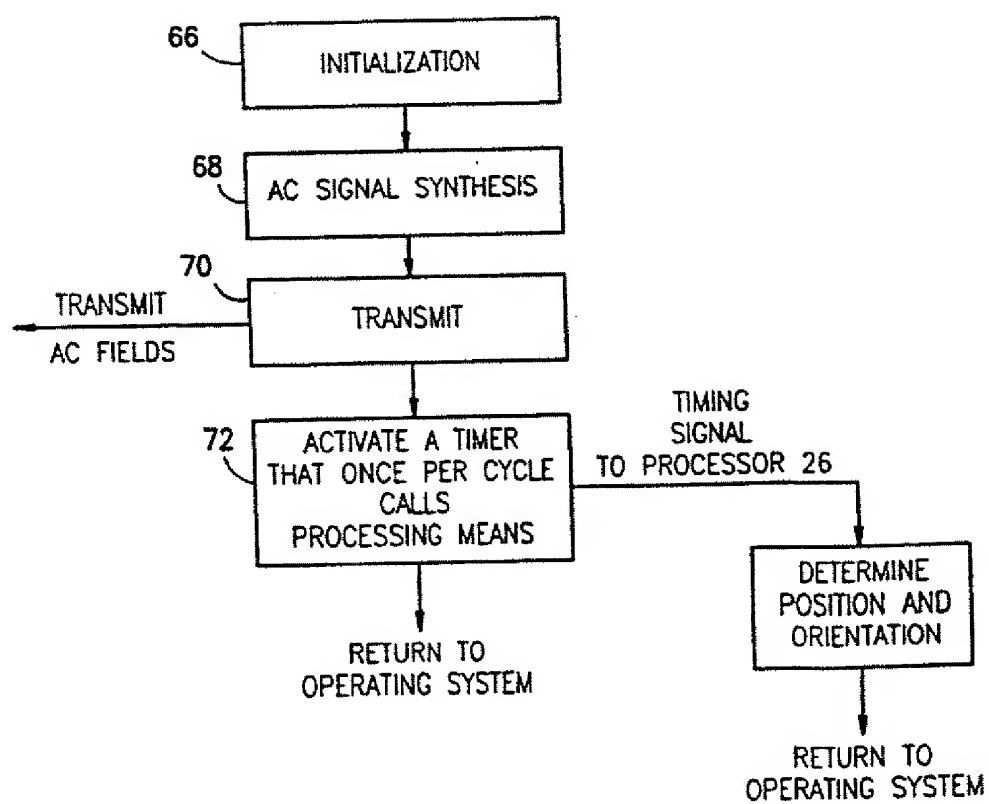 66
INITIALIZATION
68
AC SIGNAL SYNTHESIS
70
TRANSMIT
TRANSMIT
AC FIELDS
72
ACTIVATE A TIMER
THAT ONCE PER CYCLE
CALLS
PROCESSING MEANS
TIMING
SIGNAL
TO PROCESSOR 26
DETERMINE
POSITION AND
ORIENTATION
RETURN TO
OPERATING SYSTEM
RETURN TO
OPERATING SYSTEM